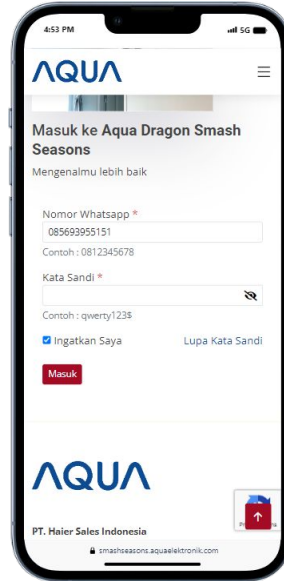 4:53 PM
5G
AQUA
Masuk ke Aqua Dragon Smash
Seasons
Mengenalmu lebih baik
Nomor Whatsapp *
085693955151
Contoh : 0812345678
Kata Sandi *
Contoh : qwerty123$
Ingatkan Saya
Lupa Kata Sandi
Masuk
AQUA
PT. Haier Sales Indonesia
smashseasons.aquaelektronik.com